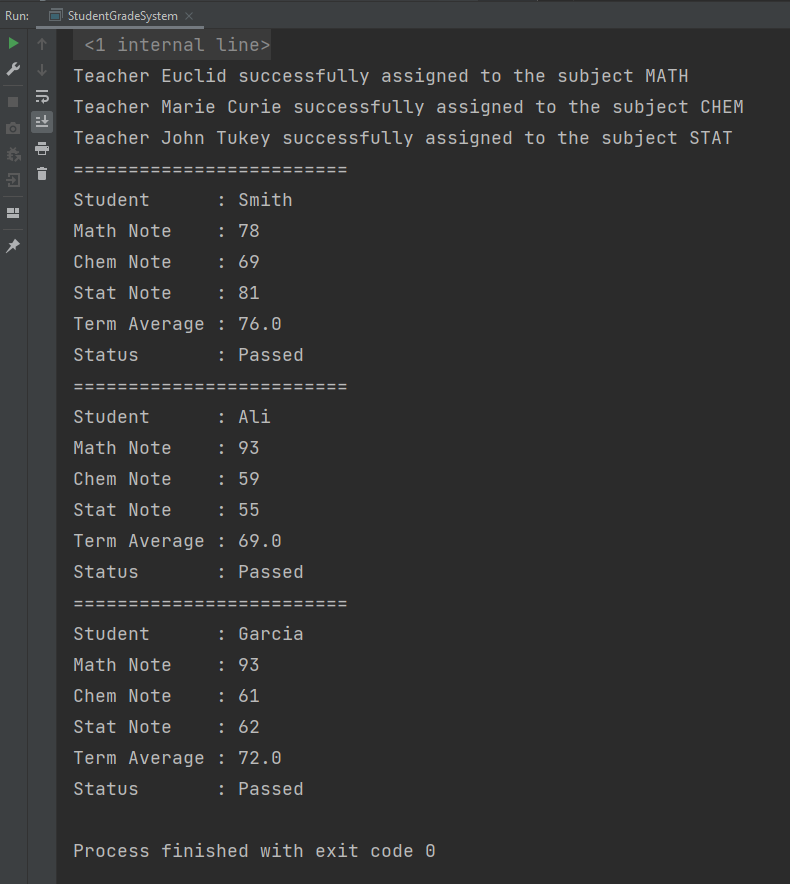 Run: StudentGradeSystem ×
<1 internal line>
Teacher Euclid successfully assigned to the subject MATH
Teacher Marie Curie successfully assigned to the subject CHEM
Teacher John Tukey successfully assigned to the subject STAT
=========================
Student      : Smith
Math Note    : 78
Chem Note    : 69
Stat Note    : 81
Term Average : 76.0
Status       : Passed
=========================
Student      : Ali
Math Note    : 93
Chem Note    : 59
Stat Note    : 55
Term Average : 69.0
Status       : Passed
=========================
Student      : Garcia
Math Note    : 93
Chem Note    : 61
Stat Note    : 62
Term Average : 72.0
Status       : Passed
Process finished with exit code 0